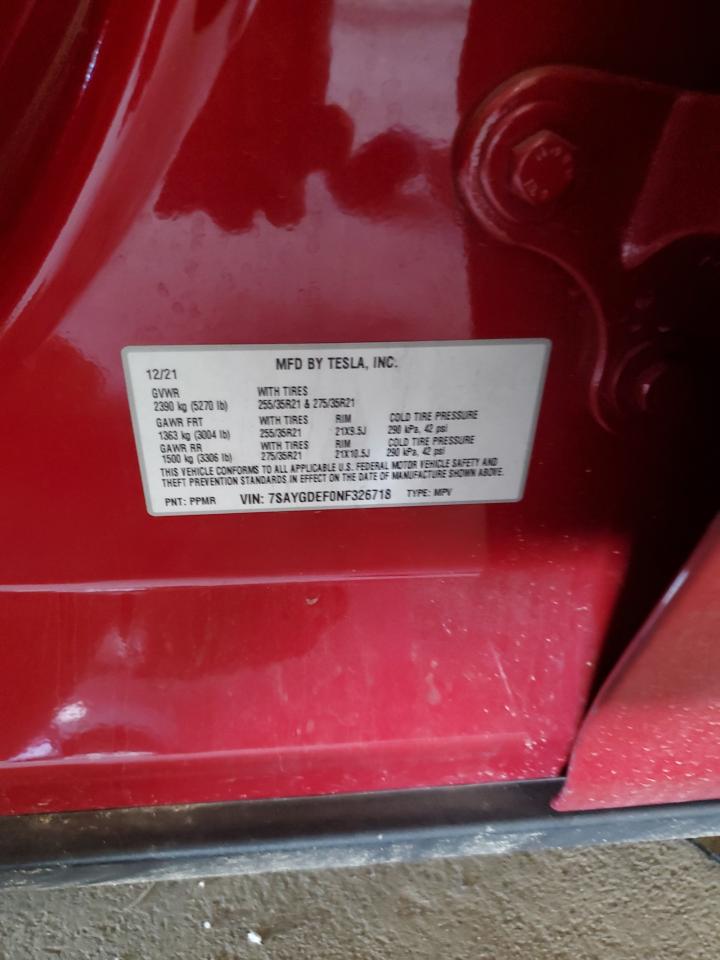 MFD BY TESLA, INC.
12/21
GVWR WITH TIRES
2390 kg (5270 lb) 255/35R21 & 275/35R21
GAWR FRT WITH TIRES RIM COLD TIRE PRESSURE
1363 kg (3004 lb) 255/35R21 21X9.5J 290 kPa, 42 psi
GAWR RR WITH TIRES RIM COLD TIRE PRESSURE
1500 kg (3306 lb) 275/35R21 21X10.5J 290 kPa, 42 psi
THIS VEHICLE CONFORMS TO ALL APPLICABLE U.S. FEDERAL MOTOR VEHICLE SAFETY AND
THEFT PREVENTION STANDARDS IN EFFECT ON THE DATE OF MANUFACTURE SHOWN ABOVE.
PNT: PPMR VIN: 7SAYGDEF0NF326718 TYPE: MPV